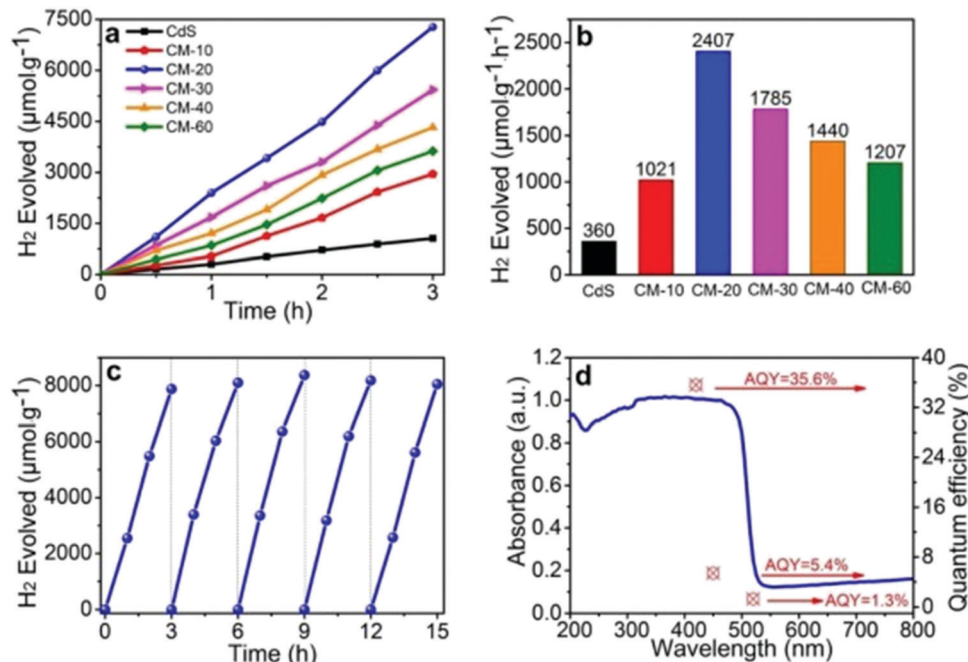 a
CdS
CM-10
CM-20
CM-30
CM-40
CM-60
H2 Evolved (μmol.g-1)
7500
6000
4500
3000
1500
0
0 1 2 3
Time (h)
b
H2 Evolved (μmol.g-1.h-1)
2500
2000
1500
1000
500
0
360
1021
2407
1785
1440
1207
CdS CM-10 CM-20 CM-30 CM-40 CM-60
c
H2 Evolved (μmol.g-1)
8000
6000
4000
2000
0
0 3 6 9 12 15
Time (h)
d
Absorbance (a.u.)
1.2
1.0
0.8
0.6
0.4
0.2
0.0
AQY=35.6%
AQY=5.4%
AQY=1.3%
40
32
24
16
8
0
Quantum efficiency (%)
200 300 400 500 600 700 800
Wavelength (nm)